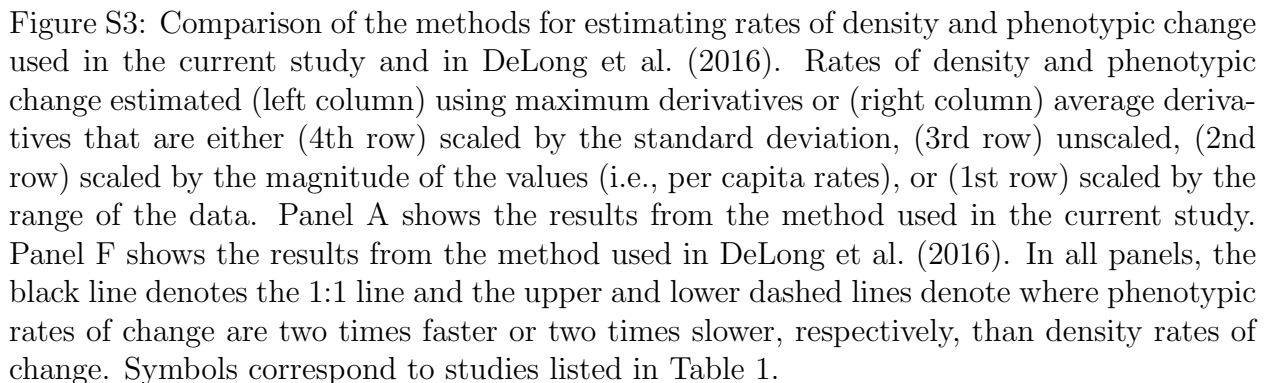 Figure S3: Comparison of the methods for estimating rates of density and phenotypic change
used in the current study and in DeLong et al. (2016). Rates of density and phenotypic
change estimated (left column) using maximum derivatives or (right column) average deriva-
tives that are either (4th row) scaled by the standard deviation, (3rd row) unscaled, (2nd
row) scaled by the magnitude of the values (i.e., per capita rates), or (1st row) scaled by the
range of the data. Panel A shows the results from the method used in the current study.
Panel F shows the results from the method used in DeLong et al. (2016). In all panels, the
black line denotes the 1:1 line and the upper and lower dashed lines denote where phenotypic
rates of change are two times faster or two times slower, respectively, than density rates of
change. Symbols correspond to studies listed in Table 1.